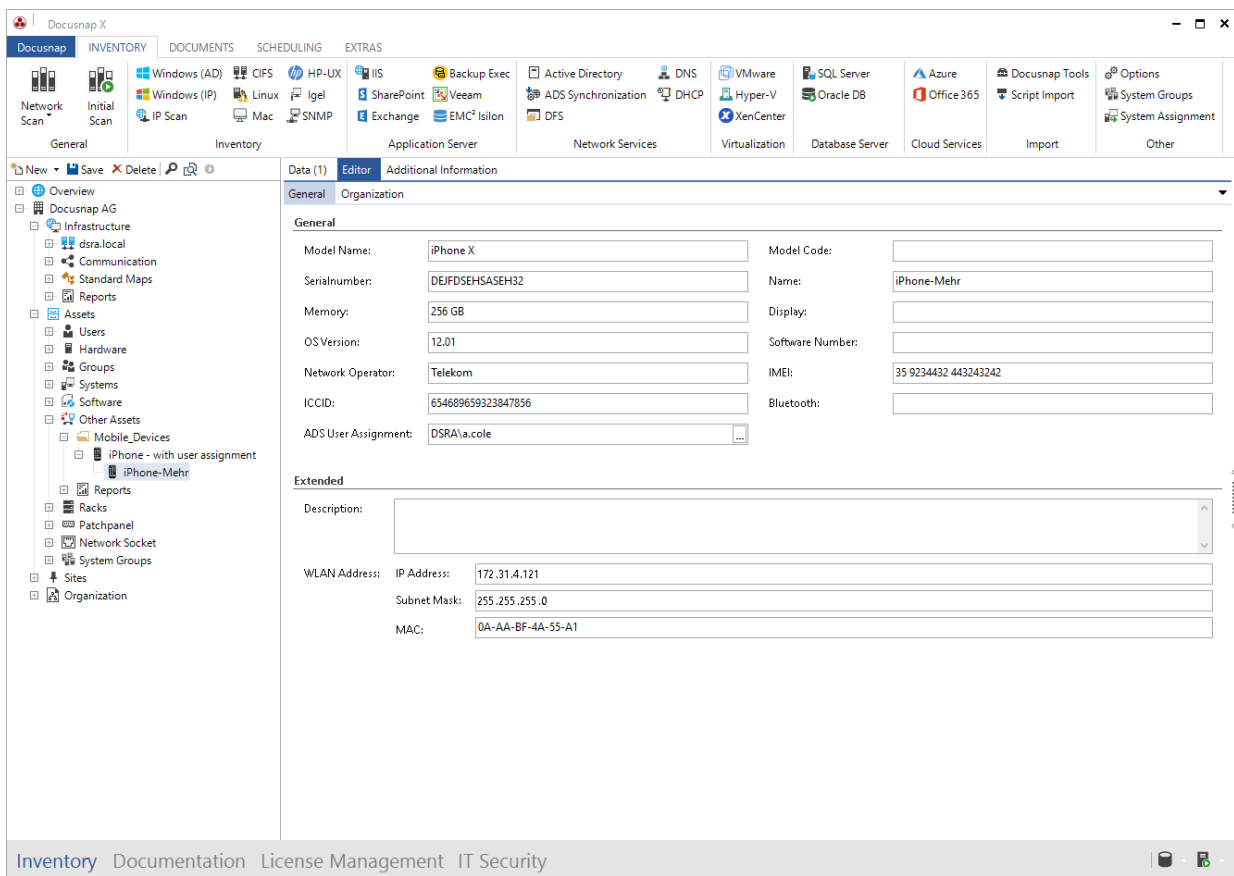 Docusnap X
Docusnap INVENTORY DOCUMENTS SCHEDULING EXTRAS
Network Scan
Initial Scan
General
Windows (AD) CIFS HP-UX
Windows (IP) Linux Igel
IP Scan Mac SNMP
Inventory
IIS Backup Exec
SharePoint Veeam
Exchange EMC² Isilon
Application Server
Active Directory DNS
ADS Synchronization DHCP
DFS
Network Services
VMware
Hyper-V
XenCenter
Virtualization
SQL Server
Oracle DB
Database Server
Azure
Office 365
Cloud Services
Docusnap Tools
Script Import
Import
Options
System Groups
System Assignment
Other
New Save Delete
Overview
Docusnap AG
Infrastructure
dsra.local
Communication
Standard Maps
Reports
Assets
Users
Hardware
Groups
Systems
Software
Other Assets
Mobile_Devices
iPhone - with user assignment
iPhone-Mehr
Reports
Racks
Patchpanel
Network Socket
System Groups
Sites
Organization
Data (1) Editor Additional Information
General Organization
General
Model Name: iPhone X Model Code:
Serialnumber: DEJFDSEHSASEH32 Name: iPhone-Mehr
Memory: 256 GB Display:
OS Version: 12.01 Software Number:
Network Operator: Telekom IMEI: 35 9234432 443243242
ICCID: 654689659323847856 Bluetooth:
ADS User Assignment: DSRA\a.cole ...
Extended
Description:
WLAN Address: IP Address: 172.31.4.121
Subnet Mask: 255.255.255.0
MAC: 0A-AA-BF-4A-55-A1
Inventory Documentation License Management IT Security